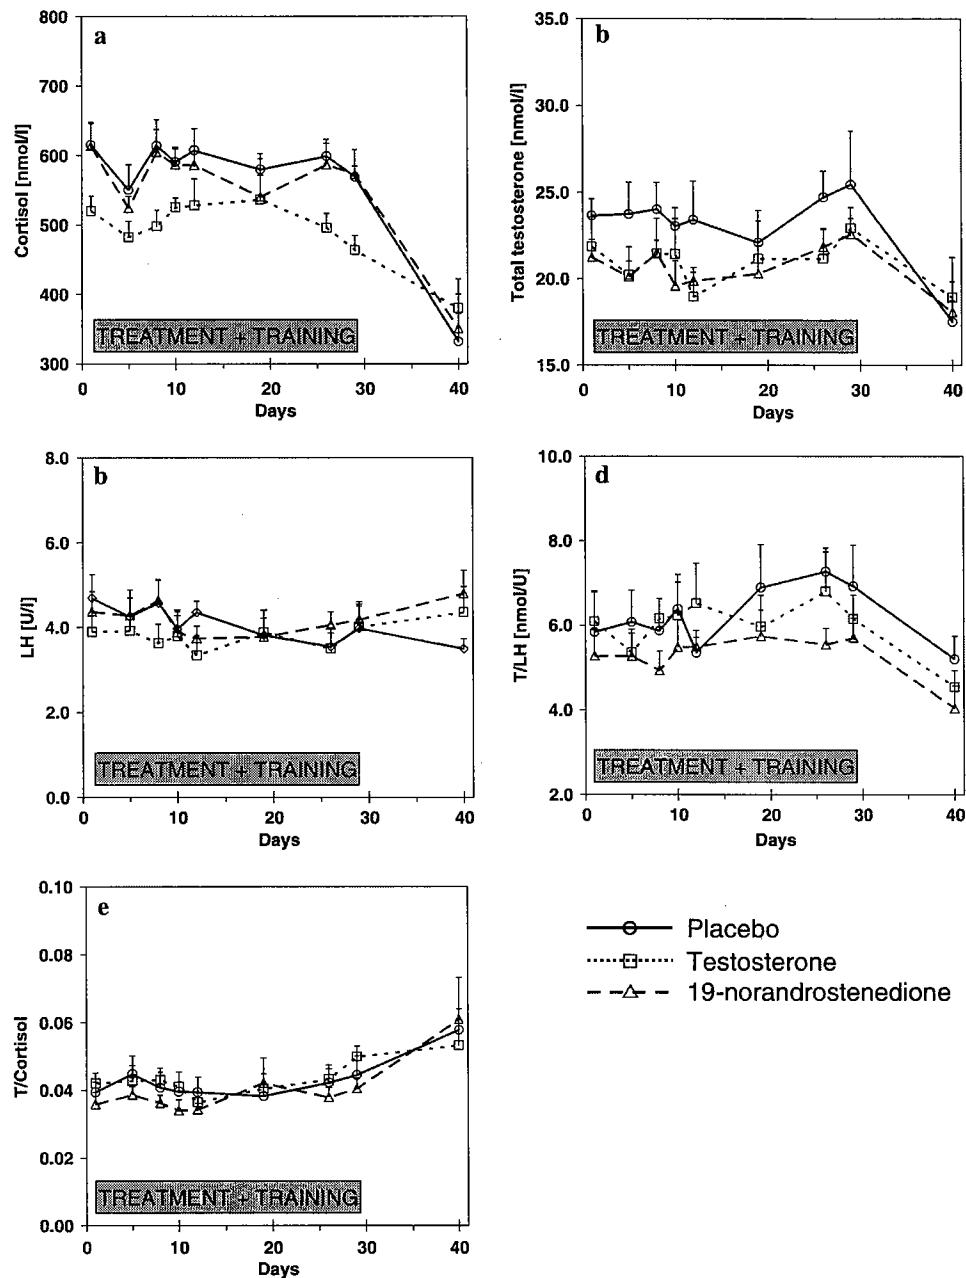 a
800
700
600
500
400
300
Cortisol [nmol/l]
TREATMENT + TRAINING
0 10 20 30 40
Days
b
35.0
30.0
25.0
20.0
15.0
Total testosterone [nmol/l]
TREATMENT + TRAINING
0 10 20 30 40
Days
b
8.0
6.0
4.0
2.0
0.0
LH [U/l]
TREATMENT + TRAINING
0 10 20 30 40
Days
d
10.0
8.0
6.0
4.0
2.0
T/LH [nmol/U]
TREATMENT + TRAINING
0 10 20 30 40
Days
e
0.10
0.08
0.06
0.04
0.02
0.00
T/Cortisol
TREATMENT + TRAINING
0 10 20 30 40
Days
Placebo
Testosterone
19-norandrostenedione